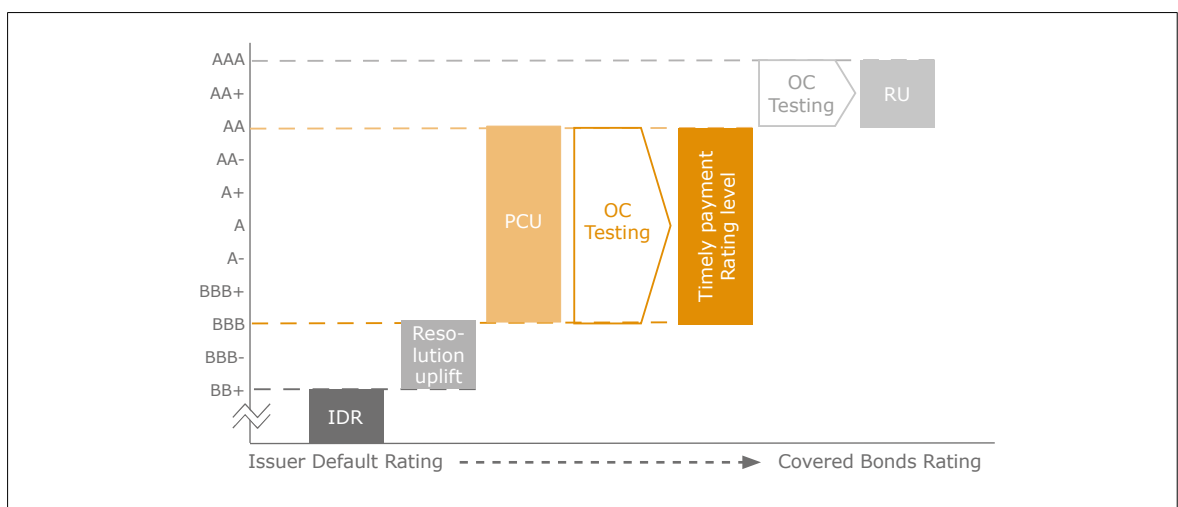 AAA
AA+
AA
AA-
A+
A
A-
BBB+
BBB
BBB-
BB+
IDR
Reso-
lution
uplift
PCU
OC
Testing
Timely payment
Rating level
OC
Testing
RU
Issuer Default Rating
Covered Bonds Rating